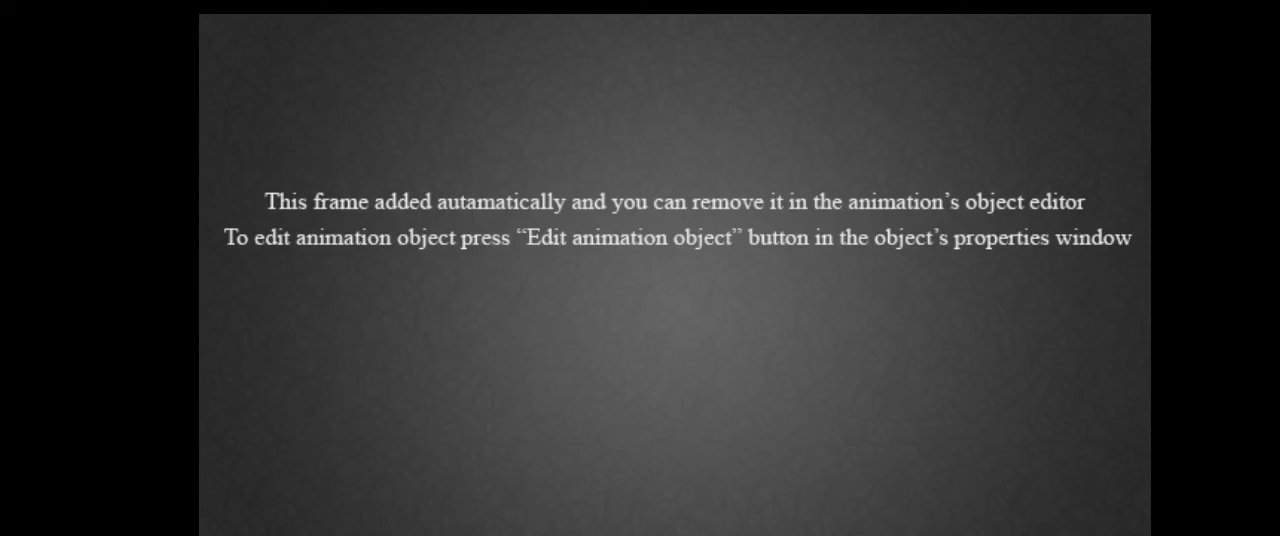 This frame added autamatically and you can remove it in the animation’s object editor
To edit animation object press “Edit animation object” button in the object’s properties window